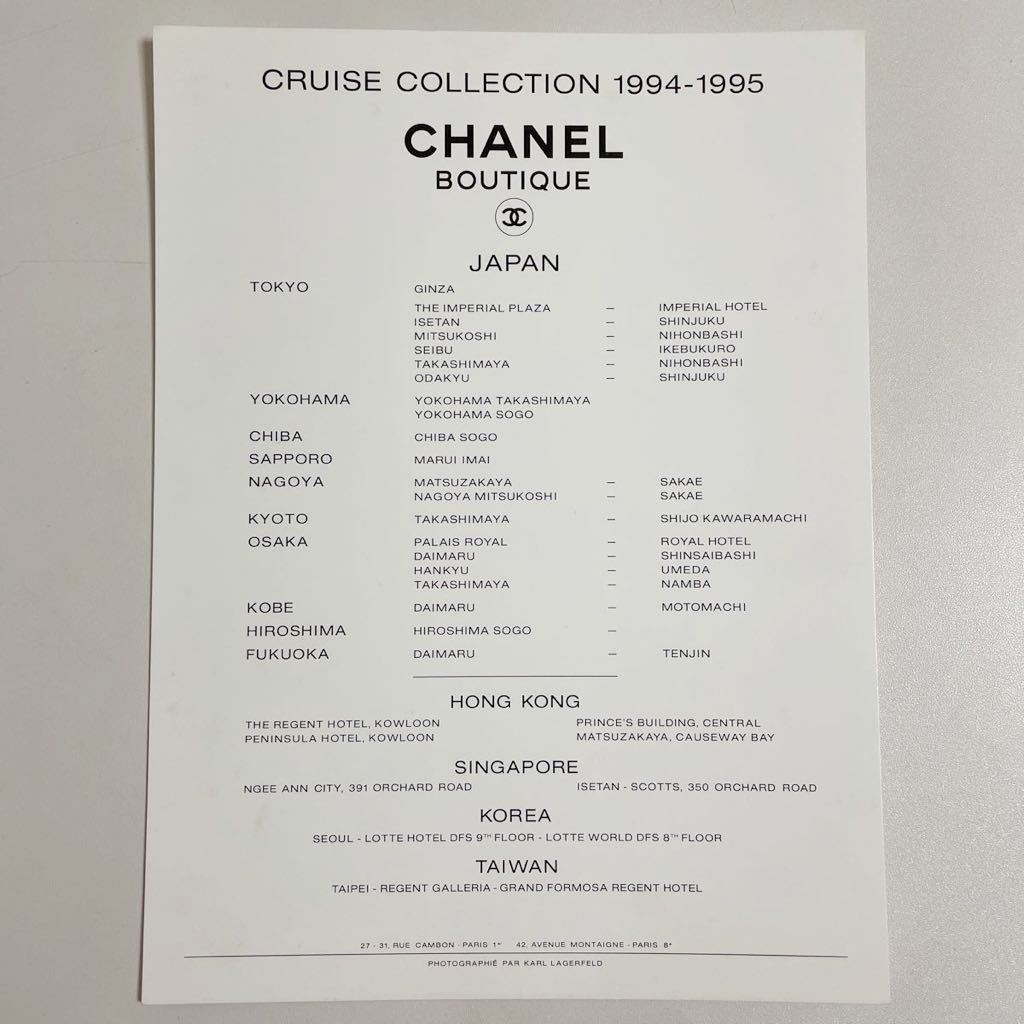 CRUISE COLLECTION 1994-1995
CHANEL
BOUTIQUE
JAPAN
TOKYO GINZA
THE IMPERIAL PLAZA – IMPERIAL HOTEL
ISETAN – SHINJUKU
MITSUKOSHI – NIHONBASHI
SEIBU – IKEBUKURO
TAKASHIMAYA – NIHONBASHI
ODAKYU – SHINJUKU
YOKOHAMA YOKOHAMA TAKASHIMAYA
YOKOHAMA SOGO
CHIBA CHIBA SOGO
SAPPORO MARUI IMAI
NAGOYA MATSUZAKAYA – SAKAE
NAGOYA MITSUKOSHI – SAKAE
KYOTO TAKASHIMAYA – SHIJO KAWARAMACHI
OSAKA PALAIS ROYAL – ROYAL HOTEL
DAIMARU – SHINSAIBASHI
HANKYU – UMEDA
TAKASHIMAYA – NAMBA
KOBE DAIMARU – MOTOMACHI
HIROSHIMA HIROSHIMA SOGO –
FUKUOKA DAIMARU – TENJIN
HONG KONG
THE REGENT HOTEL, KOWLOON PRINCE'S BUILDING, CENTRAL
PENINSULA HOTEL, KOWLOON MATSUZAKAYA, CAUSEWAY BAY
SINGAPORE
NGEE ANN CITY, 391 ORCHARD ROAD ISETAN - SCOTTS, 350 ORCHARD ROAD
KOREA
SEOUL - LOTTE HOTEL DFS 9TH FLOOR - LOTTE WORLD DFS 8TH FLOOR
TAIWAN
TAIPEI - REGENT GALLERIA - GRAND FORMOSA REGENT HOTEL
27 - 31, RUE CAMBON - PARIS 1er 42, AVENUE MONTAIGNE - PARIS 8e
PHOTOGRAPHIÉ PAR KARL LAGERFELD